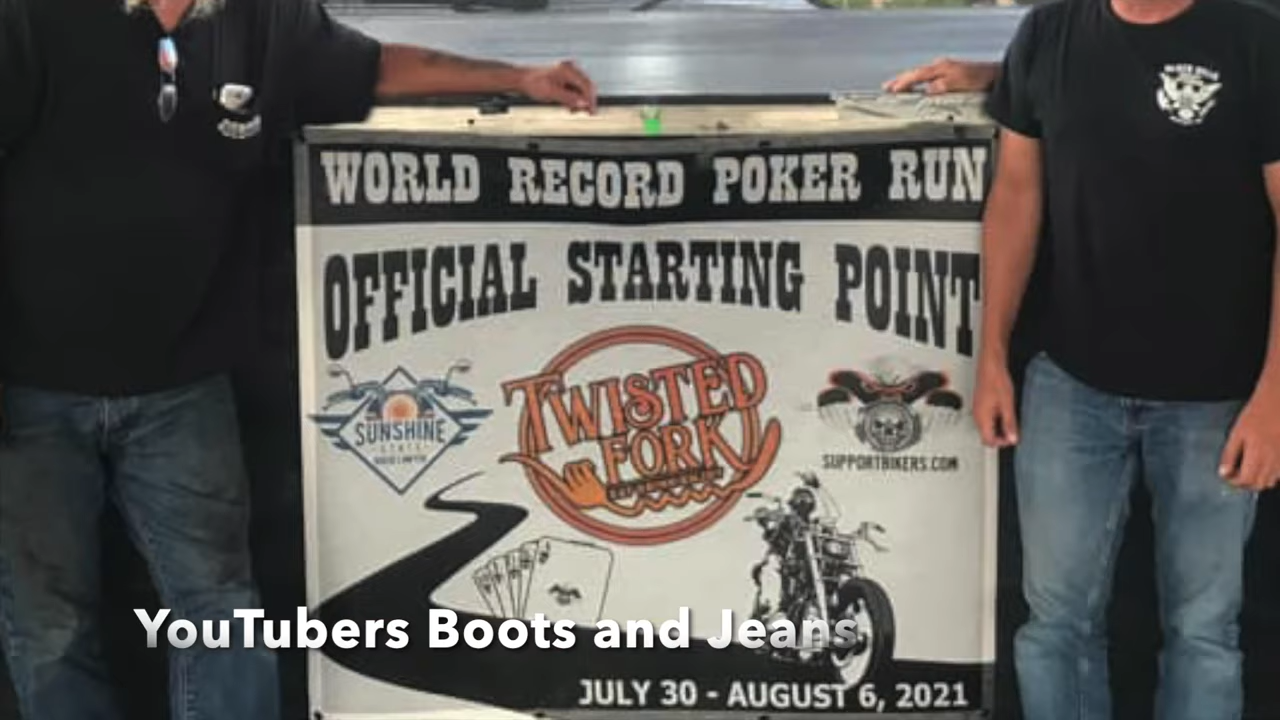 WORLD RECORD POKER RUN
OFFICIAL STARTING POINT
SUNSHINE
STATE
TWISTED
FORK
SUPPORTBIKERS.COM
YouTubers Boots and Jeans
JULY 30 - AUGUST 6, 2021